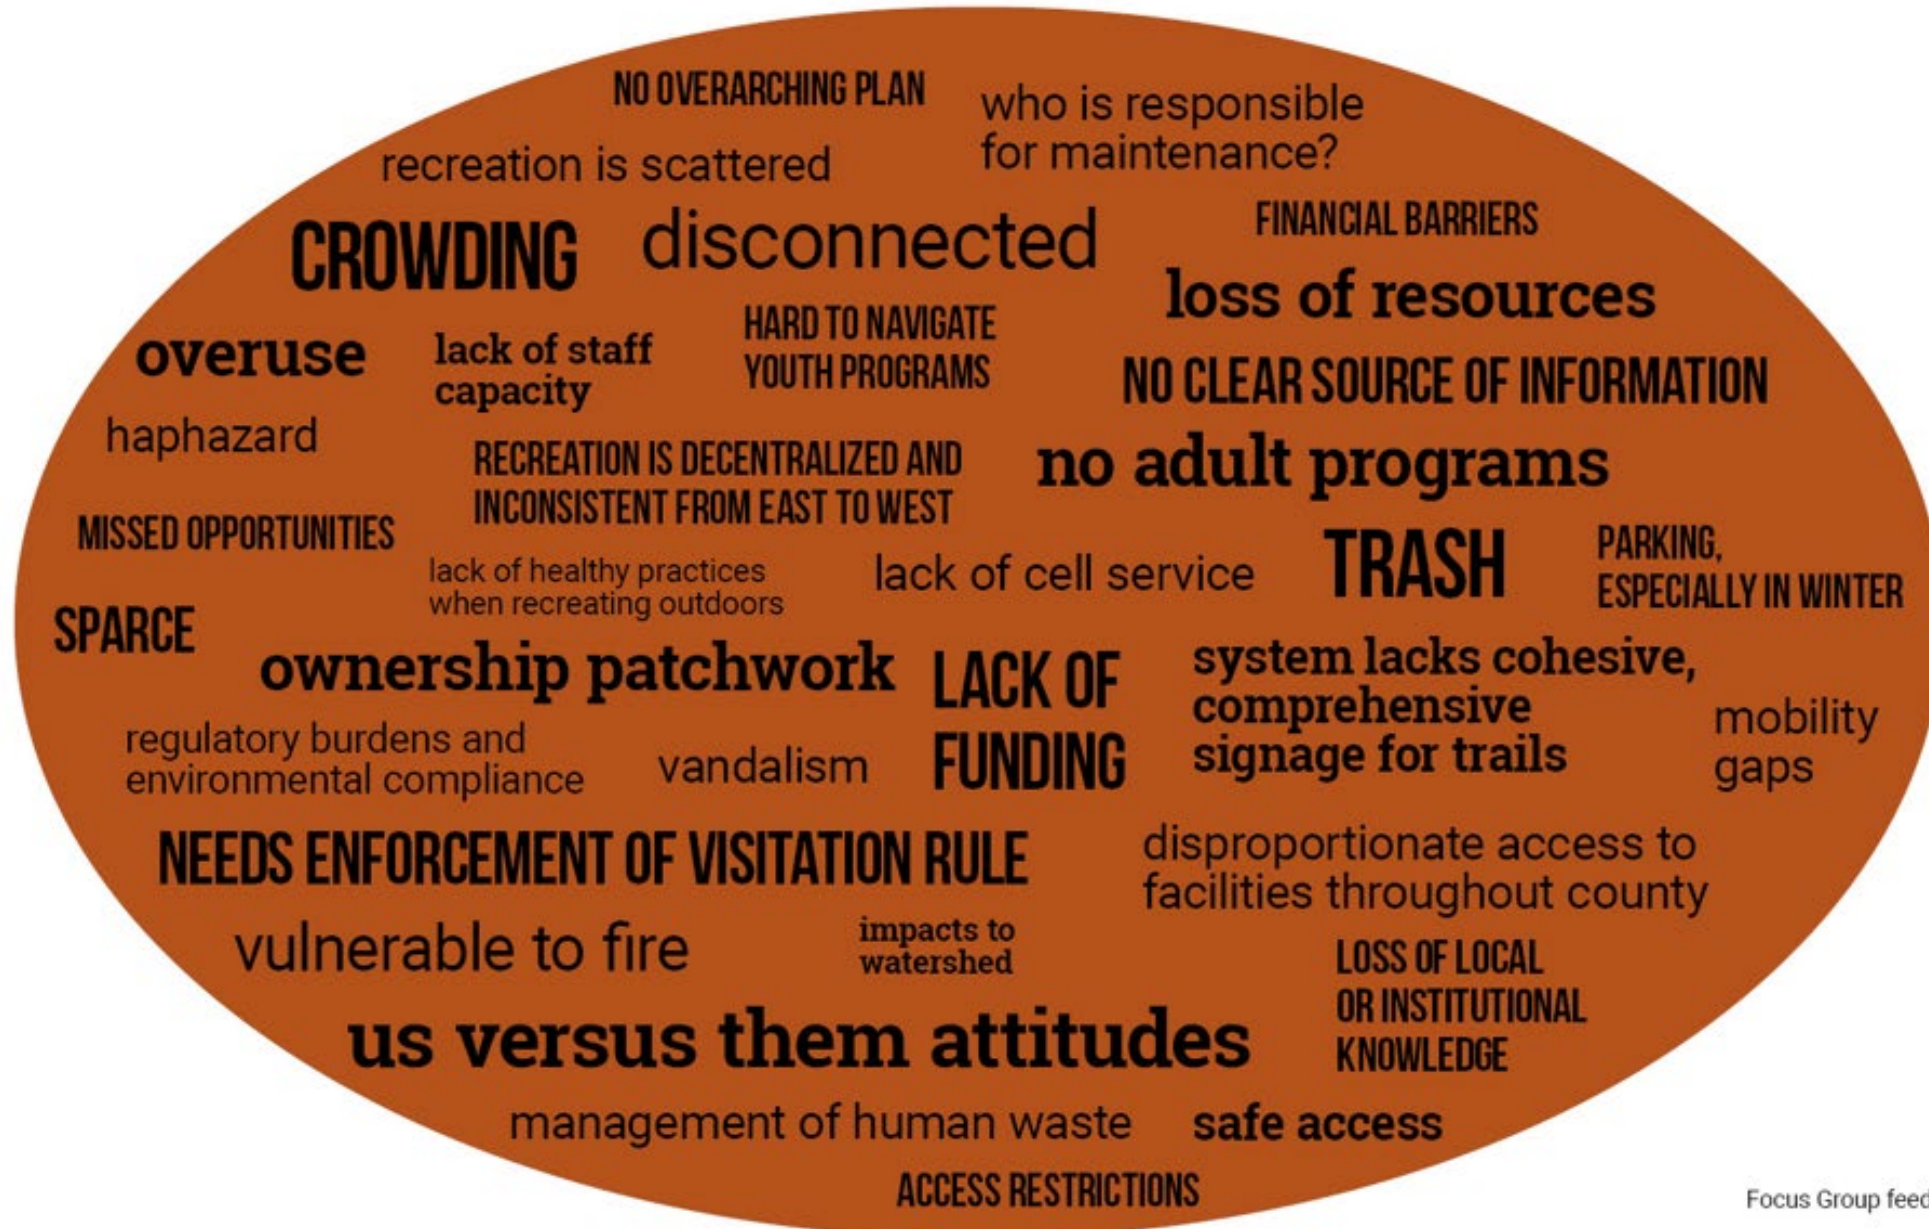 NO OVERARCHING PLAN
who is responsible
for maintenance?
recreation is scattered
FINANCIAL BARRIERS
CROWDING
disconnected
loss of resources
HARD TO NAVIGATE
YOUTH PROGRAMS
overuse
lack of staff
capacity
NO CLEAR SOURCE OF INFORMATION
haphazard
RECREATION IS DECENTRALIZED AND
INCONSISTENT FROM EAST TO WEST
no adult programs
MISSED OPPORTUNITIES
lack of healthy practices
when recreating outdoors
lack of cell service
TRASH
PARKING,
ESPECIALLY IN WINTER
SPARCE
ownership patchwork
LACK OF
FUNDING
system lacks cohesive,
comprehensive
signage for trails
mobility
gaps
regulatory burdens and
environmental compliance
vandalism
NEEDS ENFORCEMENT OF VISITATION RULE
disproportionate access to
facilities throughout county
vulnerable to fire
impacts to
watershed
LOSS OF LOCAL
OR INSTITUTIONAL
KNOWLEDGE
us versus them attitudes
management of human waste
safe access
ACCESS RESTRICTIONS
Focus Group feed